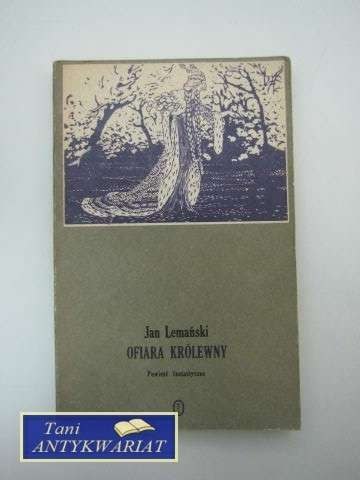 Jan Lemański
OFIARA KRÓLEWNY
Powieść fantastyczna
Tani
ANTYKWARIAT